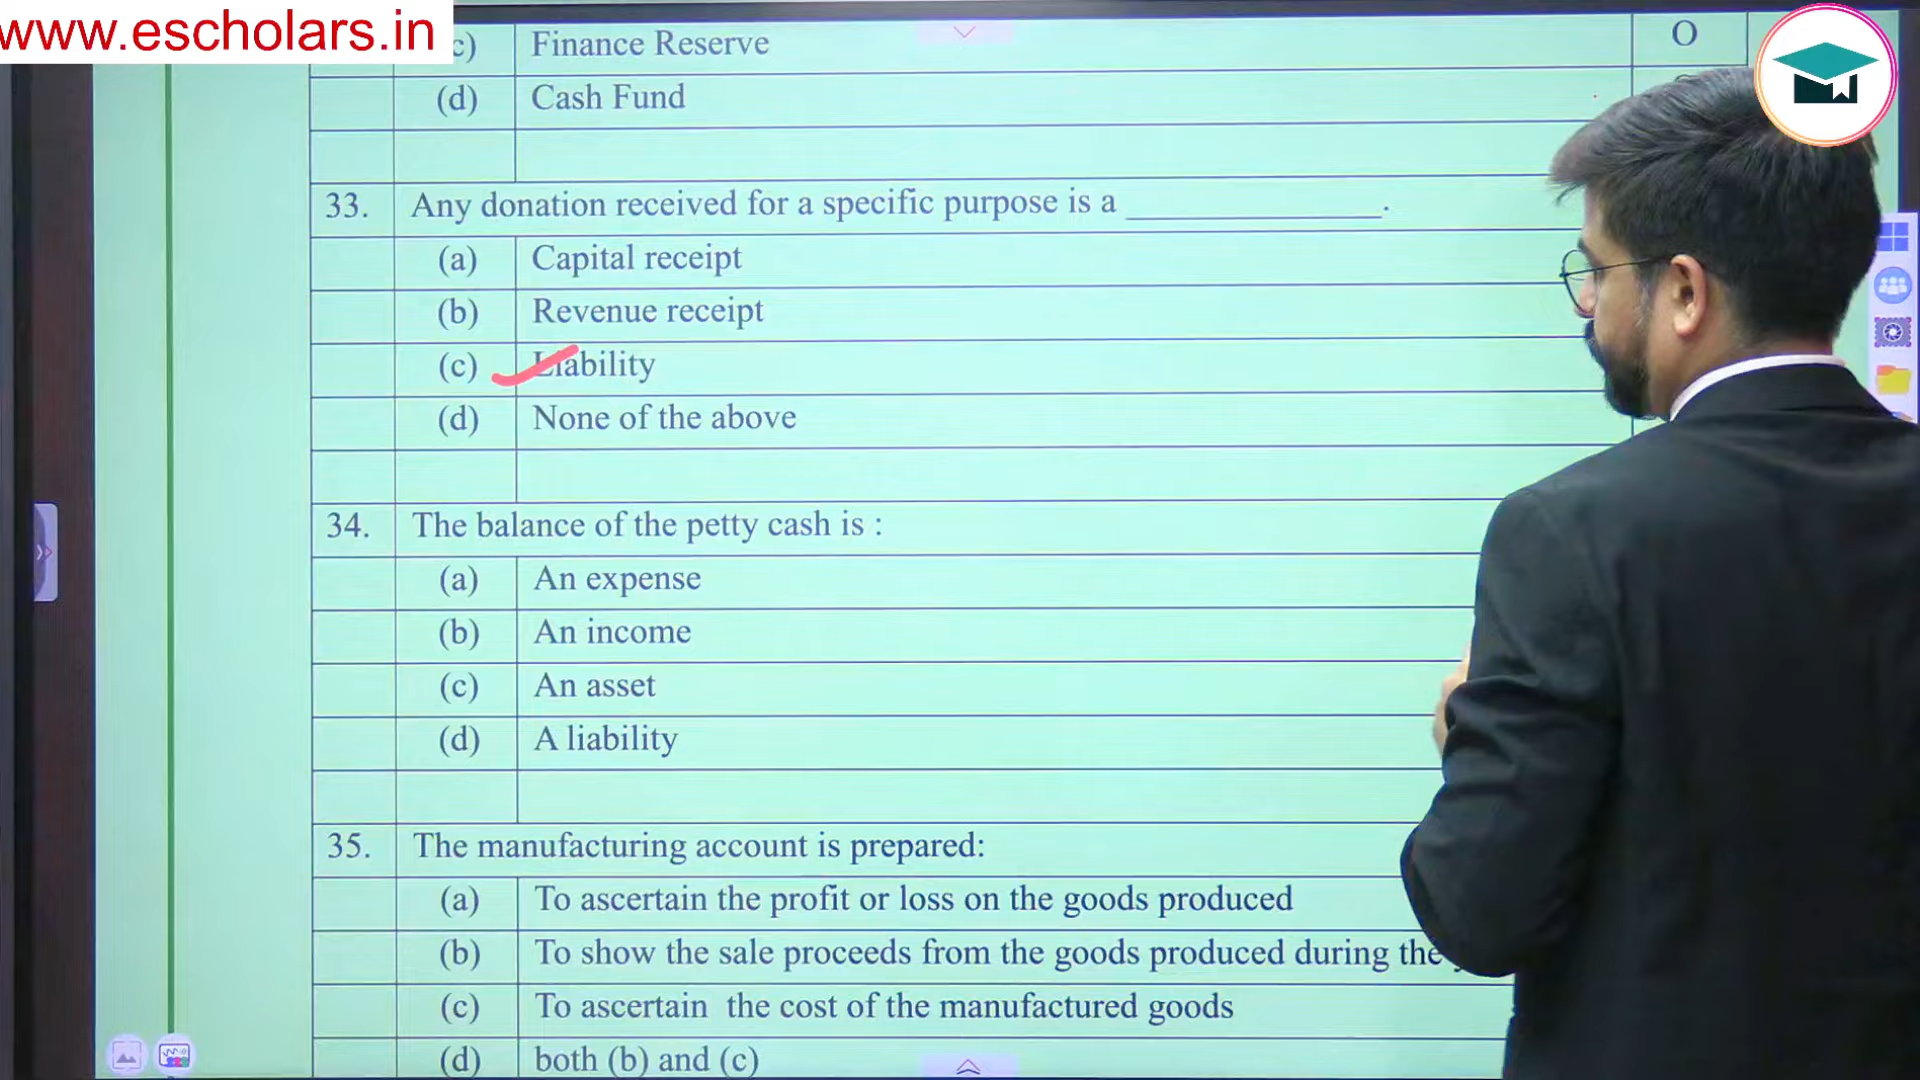 www.escholars.in
c) Finance Reserve O
(d) Cash Fund
33. Any donation received for a specific purpose is a ______________.
(a) Capital receipt
(b) Revenue receipt
(c) Liability
(d) None of the above
34. The balance of the petty cash is :
(a) An expense
(b) An income
(c) An asset
(d) A liability
35. The manufacturing account is prepared:
(a) To ascertain the profit or loss on the goods produced
(b) To show the sale proceeds from the goods produced during the
(c) To ascertain the cost of the manufactured goods
(d) both (b) and (c)